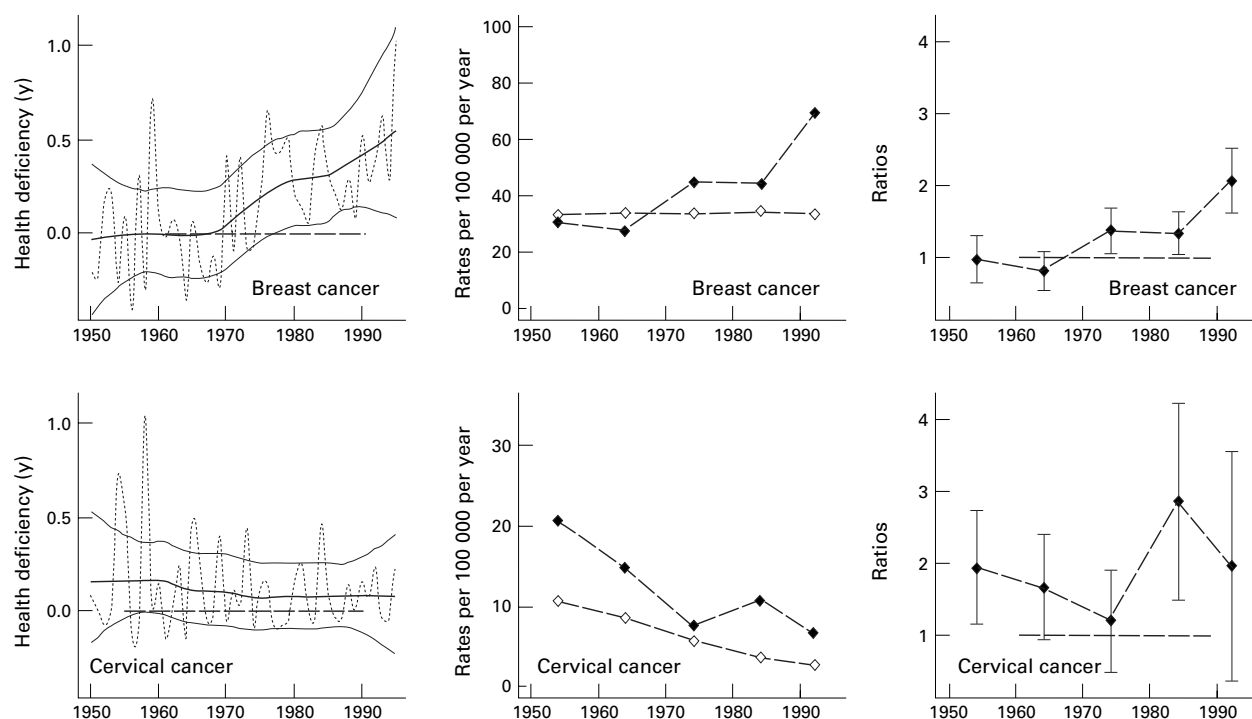 Health deficiency (y)
1.0
0.5
0.0
Breast cancer
1950 1960 1970 1980 1990
Rates per 100 000 per year
100
80
60
40
20
0
Breast cancer
1950 1960 1970 1980 1990
Ratios
4
3
2
1
Breast cancer
1950 1960 1970 1980 1990
Health deficiency (y)
1.0
0.5
0.0
Cervical cancer
1950 1960 1970 1980 1990
Rates per 100 000 per year
30
20
10
0
Cervical cancer
1950 1960 1970 1980 1990
Ratios
4
3
2
1
Cervical cancer
1950 1960 1970 1980 1990